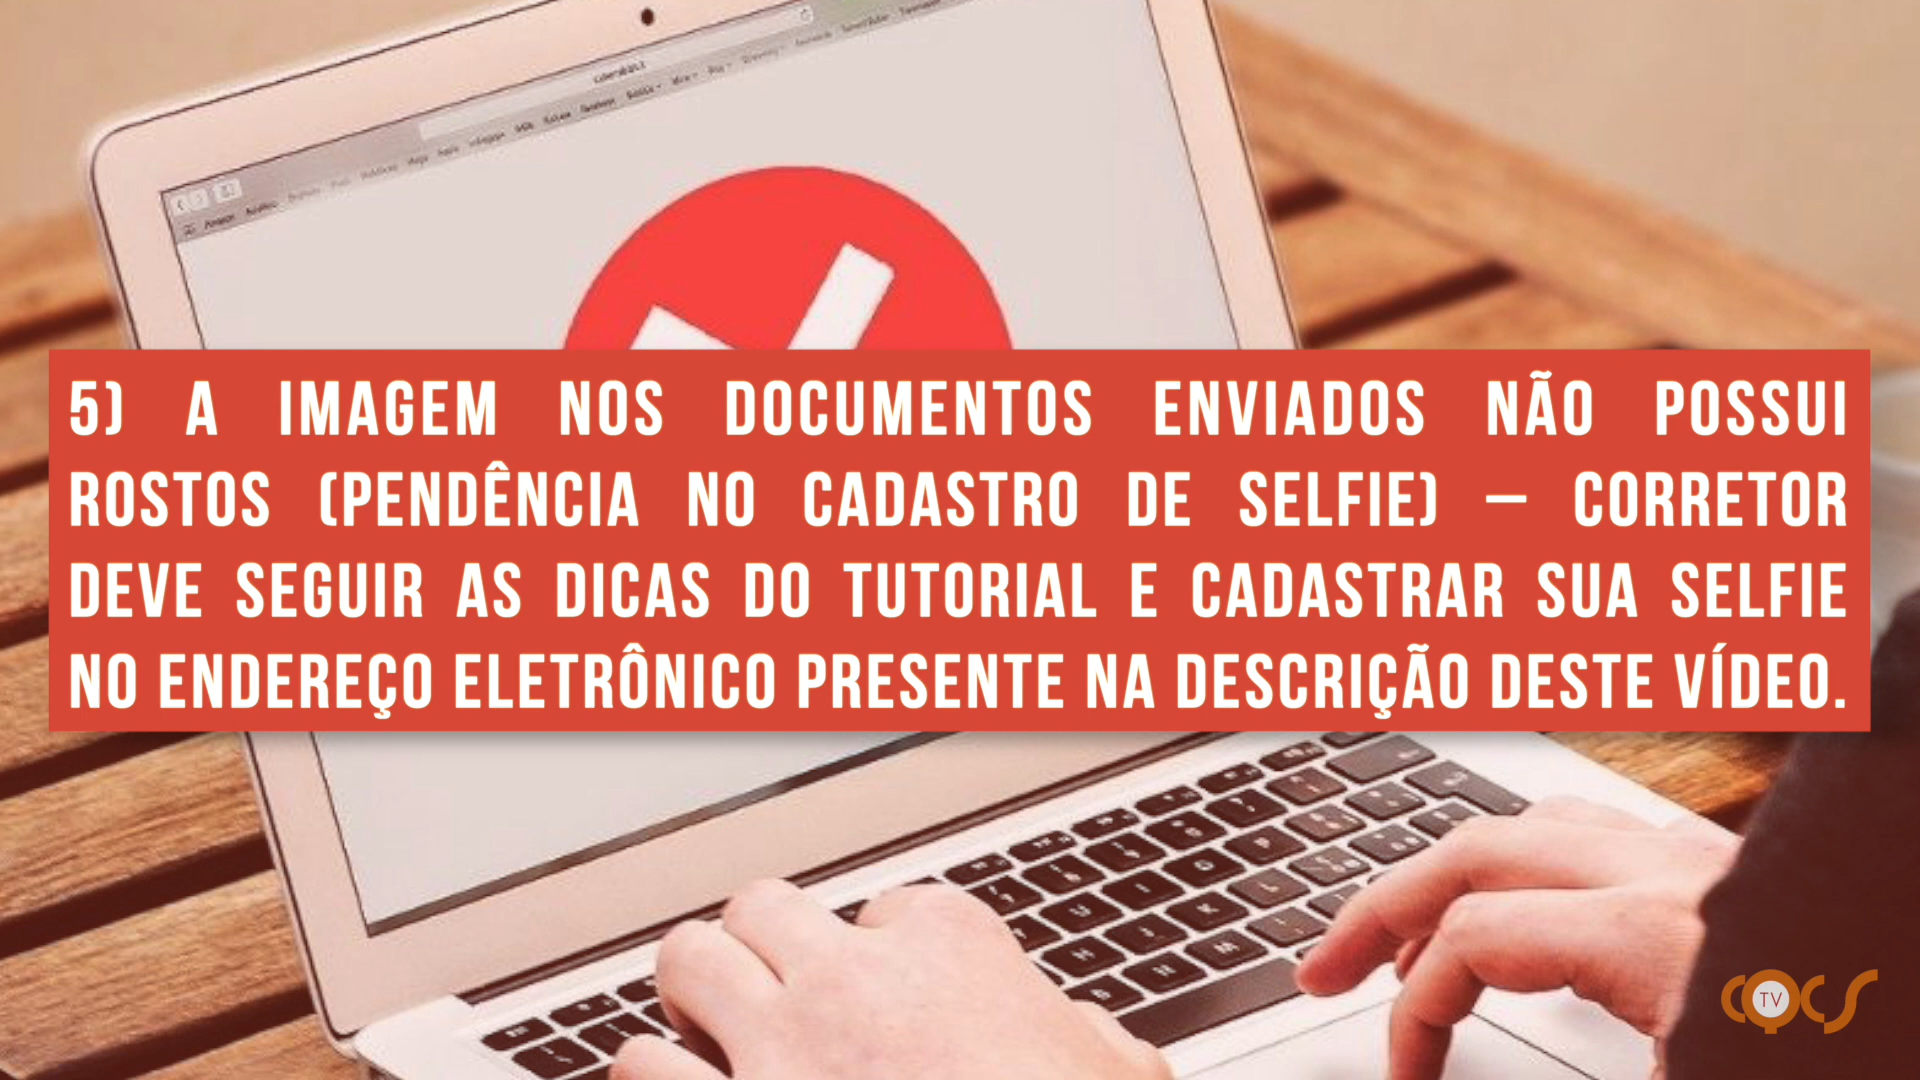 5) A IMAGEM NOS DOCUMENTOS ENVIADOS NÃO POSSUI
ROSTOS (PENDÊNCIA NO CADASTRO DE SELFIE) – CORRETOR
DEVE SEGUIR AS DICAS DO TUTORIAL E CADASTRAR SUA SELFIE
NO ENDEREÇO ELETRÔNICO PRESENTE NA DESCRIÇÃO DESTE VÍDEO.
CQCS
TV